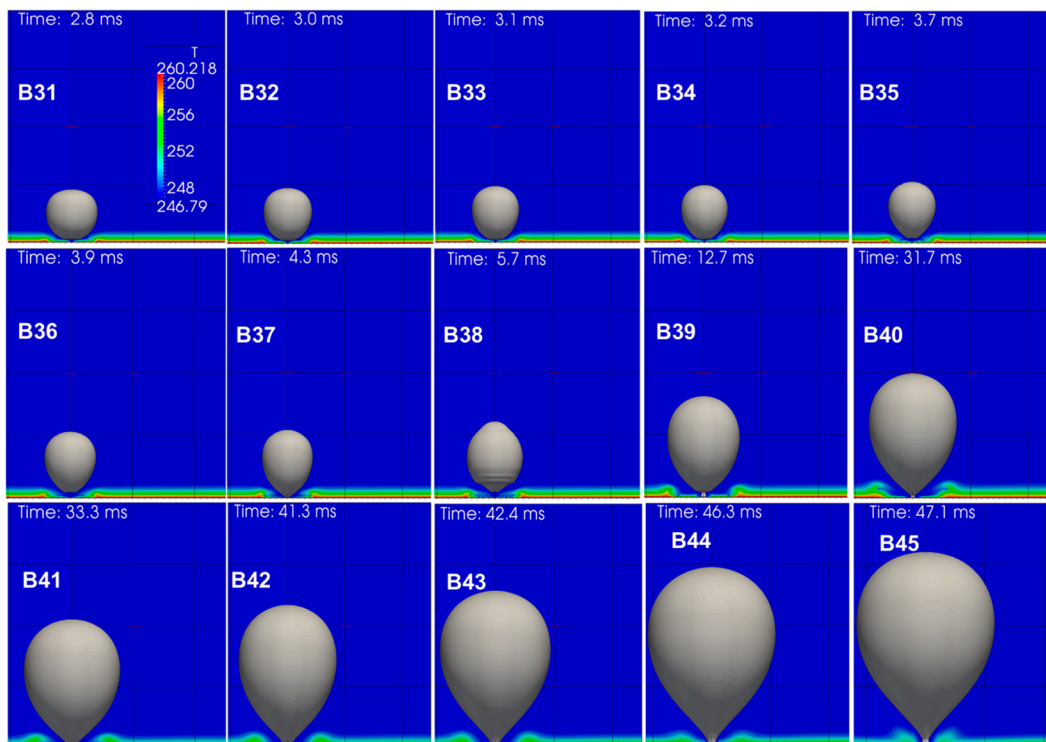 Time: 2.8 ms
Time: 3.0 ms
Time: 3.1 ms
Time: 3.2 ms
Time: 3.7 ms
T
260.218
260
256
252
248
246.79
B31
B32
B33
B34
B35
Time: 3.9 ms
Time: 4.3 ms
Time: 5.7 ms
Time: 12.7 ms
Time: 31.7 ms
B36
B37
B38
B39
B40
Time: 33.3 ms
Time: 41.3 ms
Time: 42.4 ms
Time: 46.3 ms
Time: 47.1 ms
B41
B42
B43
B44
B45